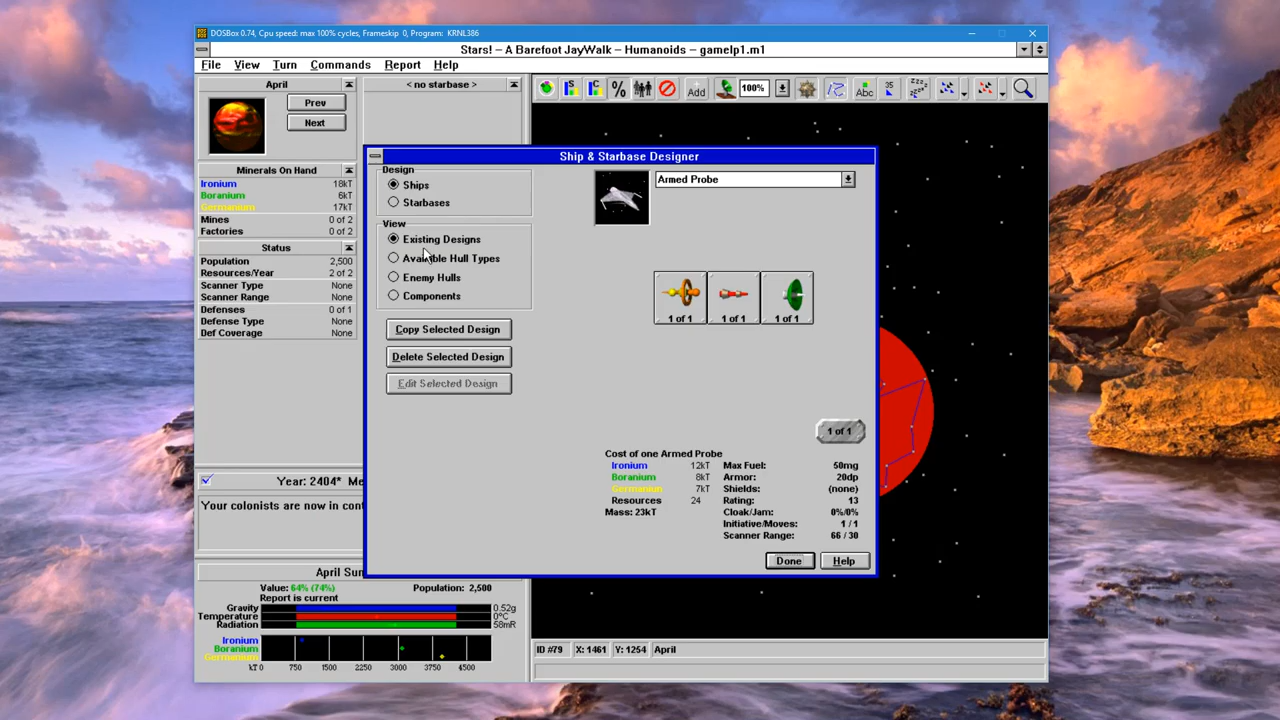 DOSBox 0.74, Cpu speed: max 100% cycles, Frameskip 0, Program: KRNL386
Stars! – A Barefoot JayWalk – Humanoids – gamelp1.m1
File View Turn Commands Report Help
April
< no starbase >
Prev
Next
100%
Add
Abc
35
Minerals On Hand
Ironium 18kT
Boranium 6kT
Germanium 17kT
Mines 0 of 2
Factories 0 of 2
Status
Population 2,500
Resources/Year 2 of 2
Scanner Type None
Scanner Range None
Defenses 0 of 1
Defense Type None
Def Coverage None
Ship & Starbase Designer
Design
Ships
Starbases
View
Existing Designs
Available Hull Types
Enemy Hulls
Components
Copy Selected Design
Delete Selected Design
Edit Selected Design
Armed Probe
1 of 1
1 of 1
1 of 1
1 of 1
Cost of one Armed Probe
Ironium 12kT
Boranium 8kT
Germanium 7kT
Resources 24
Mass: 23kT
Max Fuel: 50mg
Armor: 20dp
Shields: (none)
Rating: 13
Cloak/Jam: 0%/0%
Initiative/Moves: 1 / 1
Scanner Range: 66 / 30
Done
Help
Year: 2404* Me
Your colonists are now in cont
April Sun
Value: 64% (74%) Population: 2,500
Report is current
Gravity 0.52g
Temperature 0°C
Radiation 58mR
Ironium
Boranium
Germanium
kT 0 750 1500 2250 3000 3750 4500
ID #79 X: 1461 Y: 1254 April